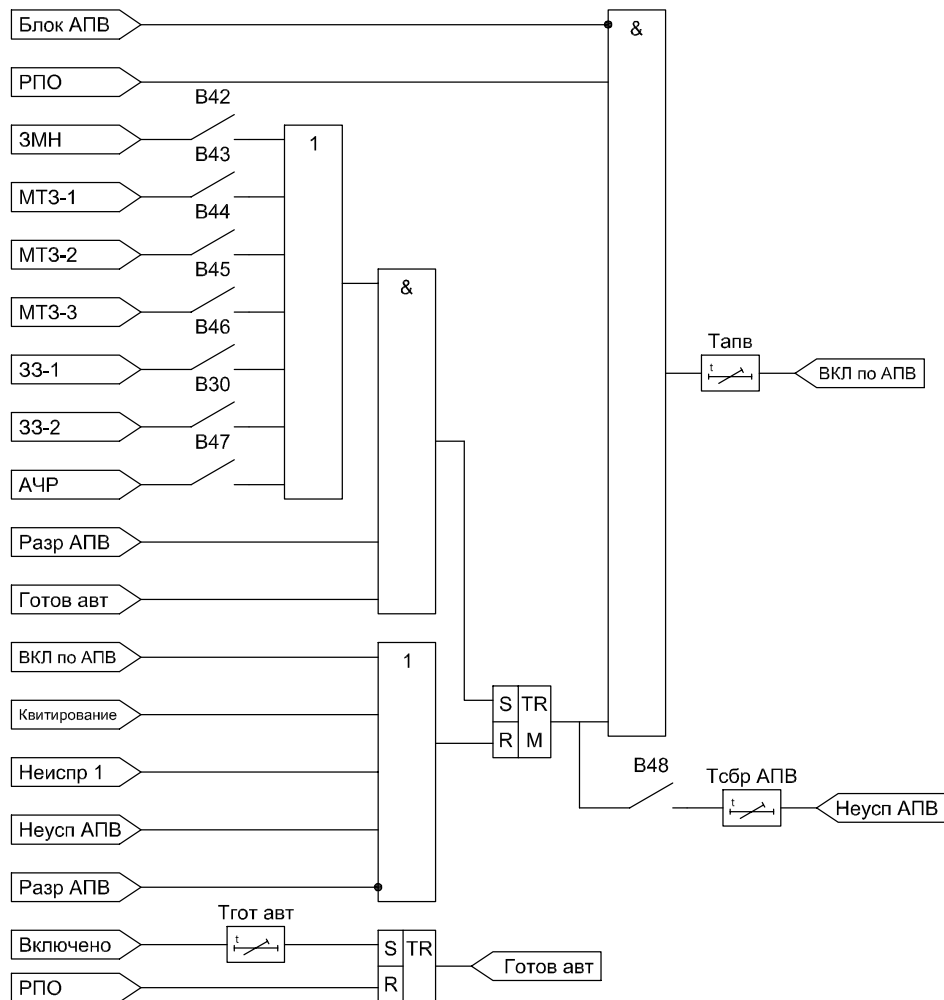 Блок АПВ
&
РПО
В42
ЗМН
1
В43
МТЗ-1
В44
МТЗ-2
В45
&
МТЗ-3
В46
Тапв
ЗЗ-1
t
ВКЛ по АПВ
В30
ЗЗ-2
В47
АЧР
Разр АПВ
Готов авт
ВКЛ по АПВ
1
Квитирование
S TR
R M
Неиспр 1
В48
Тсбр АПВ
t
Неусп АПВ
Неусп АПВ
Разр АПВ
Тгот авт
Включено
t
S TR
Готов авт
РПО
R